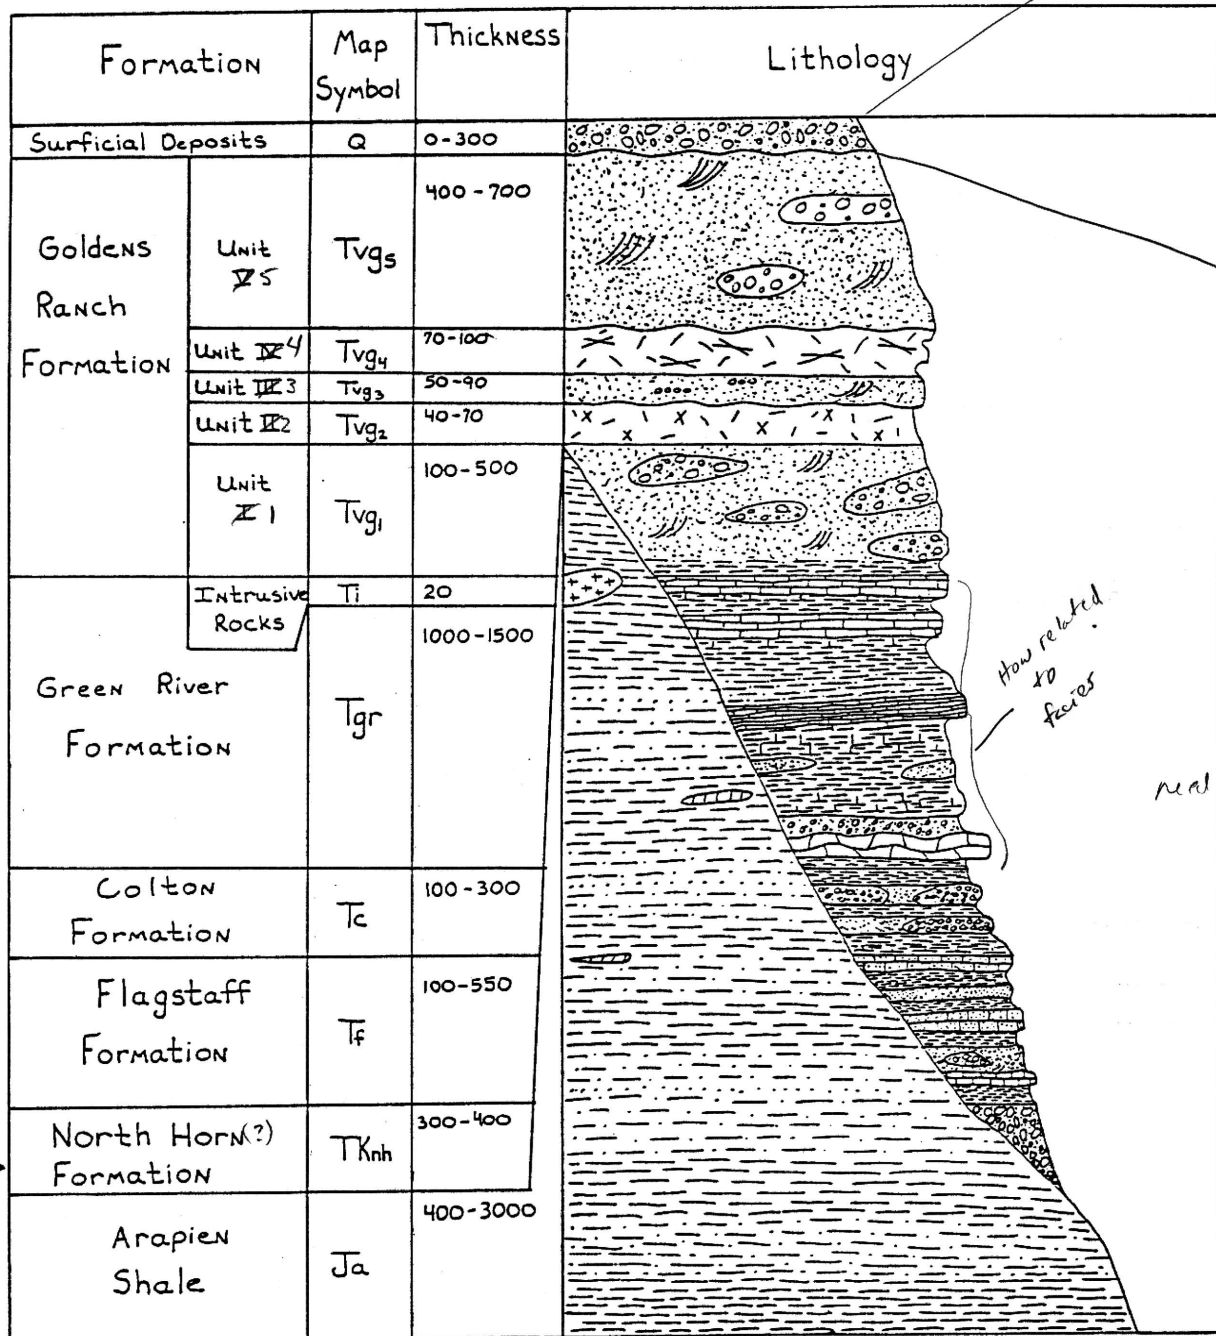 Formation
Map
Symbol
Thickness
Lithology
Surficial Deposits
Q
0-300
Goldens
Ranch
Formation
Unit
V 5
Tvg5
400-700
Unit IV 4
Tvg4
70-100
Unit III 3
Tvg3
50-90
Unit II 2
Tvg2
40-70
Unit
I 1
Tvg1
100-500
Intrusive
Rocks
Ti
20
Green River
Formation
Tgr
1000-1500
How related
to
facies
Colton
Formation
Tc
100-300
Flagstaff
Formation
Tf
100-550
North Horn(?)
Formation
TKnh
300-400
Arapien
Shale
Ja
400-3000